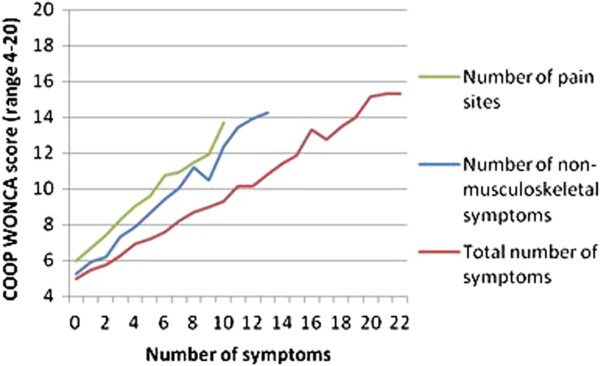 COOP WONCA score (range 4-20)
20
18
16
14
12
10
8
6
4
0 2 4 6 8 10 12 14 16 18 20 22
Number of symptoms
Number of pain
sites
Number of non-
musculoskeletal
symptoms
Total number of
symptoms